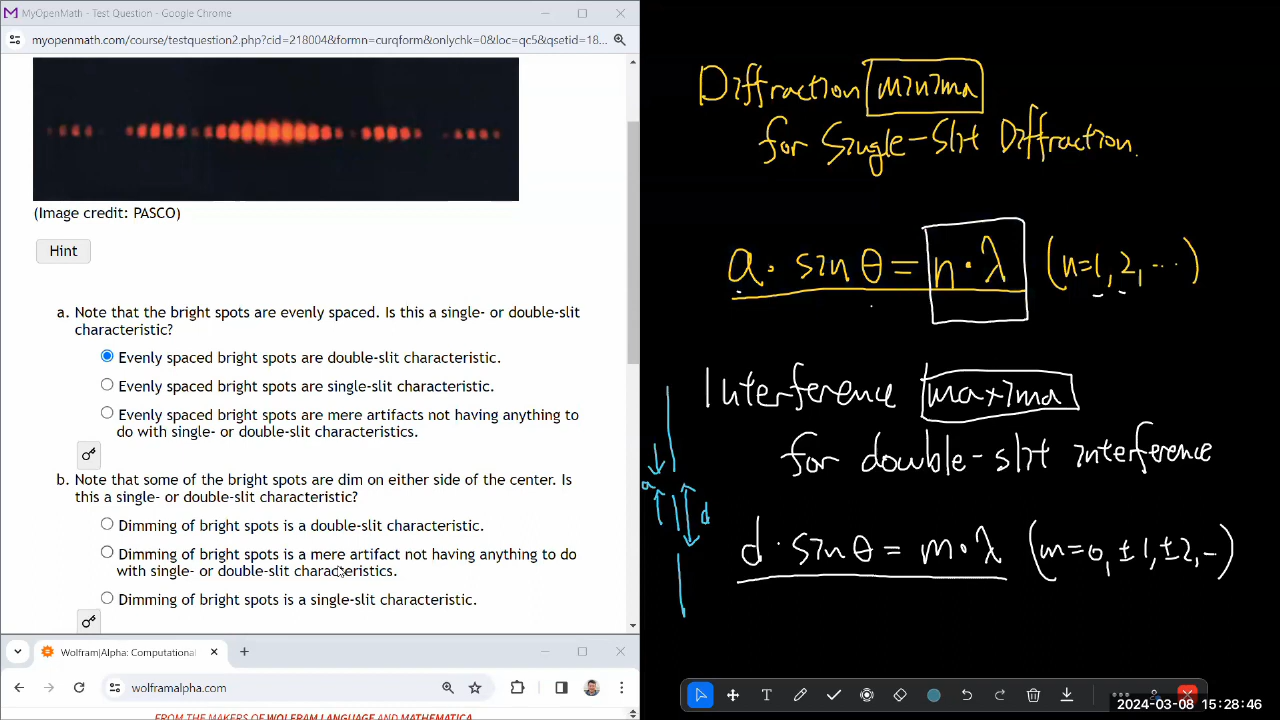 MyOpenMath - Test Question - Google Chrome
myopenmath.com/course/testquestion2.php?cid=218004&formn=curqform&onlychk=0&loc=qc5&qsetid=18...
(Image credit: PASCO)
Hint
a. Note that the bright spots are evenly spaced. Is this a single- or double-slit
characteristic?
Evenly spaced bright spots are double-slit characteristic.
Evenly spaced bright spots are single-slit characteristic.
Evenly spaced bright spots are mere artifacts not having anything to
do with single- or double-slit characteristics.
b. Note that some of the bright spots are dim on either side of the center. Is
this a single- or double-slit characteristic?
Dimming of bright spots is a double-slit characteristic.
Dimming of bright spots is a mere artifact not having anything to do
with single- or double-slit characteristics.
Dimming of bright spots is a single-slit characteristic.
Wolfram|Alpha: Computational
wolframalpha.com
FROM THE MAKERS OF WOLFRAM LANGUAGE AND MATHEMATICA
Diffraction minima
for Single-Slit Diffraction.
a · sin θ = n · λ (n=1, 2, ...)
Interference maxima
for double-slit interference
a
d
d · sin θ = m · λ (m=0, ±1, ±2, ...)
2024-03-08 15:28:46